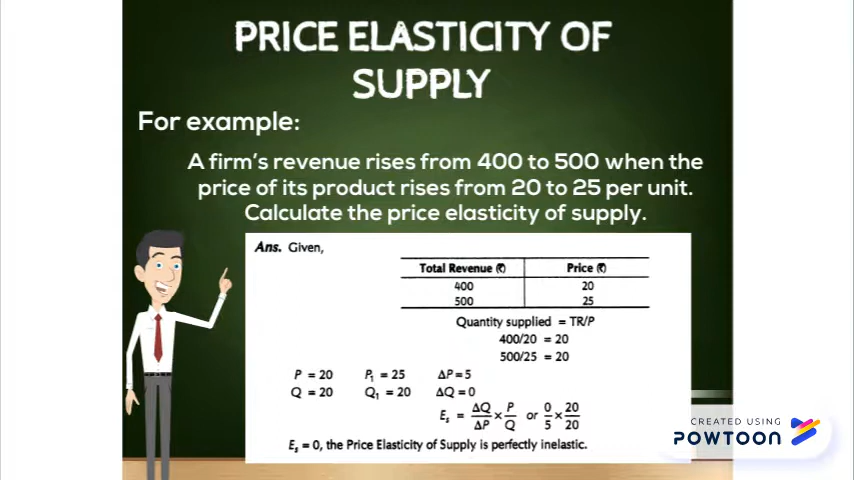 PRICE ELASTICITY OF
SUPPLY
For example:
A firm's revenue rises from 400 to 500 when the
price of its product rises from 20 to 25 per unit.
Calculate the price elasticity of supply.
Ans. Given,
Total Revenue (₹) Price (₹)
400 20
500 25
Quantity supplied = TR/P
400/20 = 20
500/25 = 20
P = 20 P₁ = 25 ΔP = 5
Q = 20 Q₁ = 20 ΔQ = 0
Eₛ = ΔQ/ΔP × P/Q or 0/5 × 20/20
Eₛ = 0, the Price Elasticity of Supply is perfectly inelastic.
CREATED USING
POWTOON